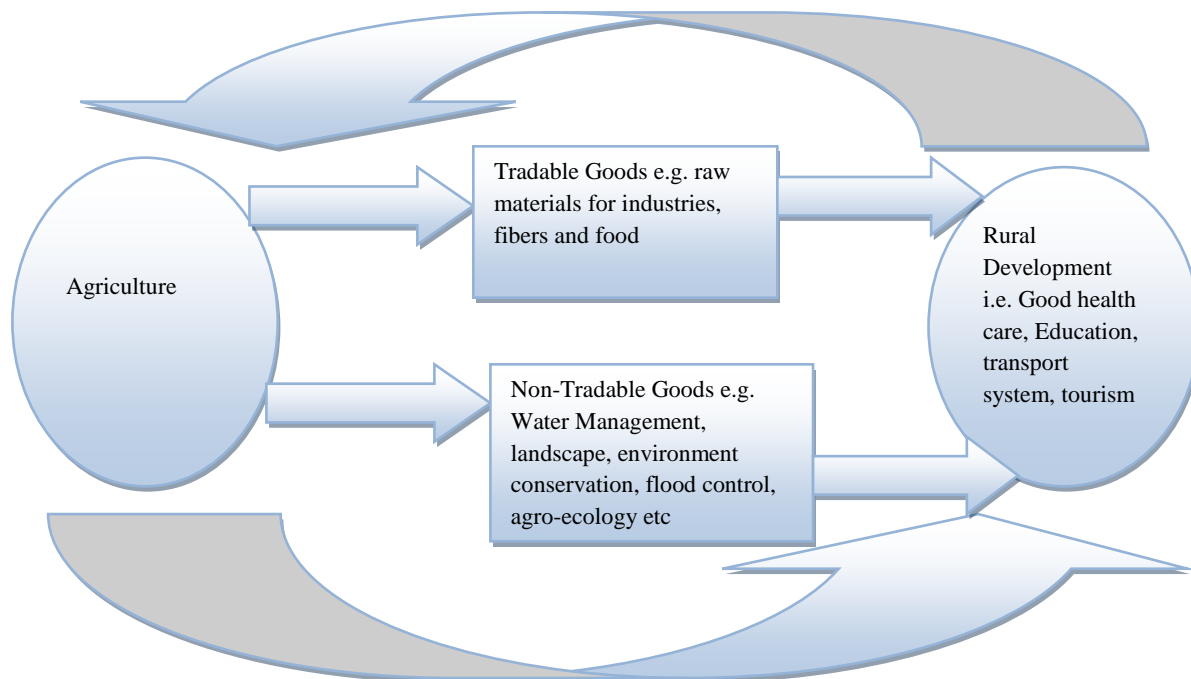 Agriculture
Tradable Goods e.g. raw
materials for industries,
fibers and food
Non-Tradable Goods e.g.
Water Management,
landscape, environment
conservation, flood control,
agro-ecology etc
Rural
Development
i.e. Good health
care, Education,
transport
system, tourism